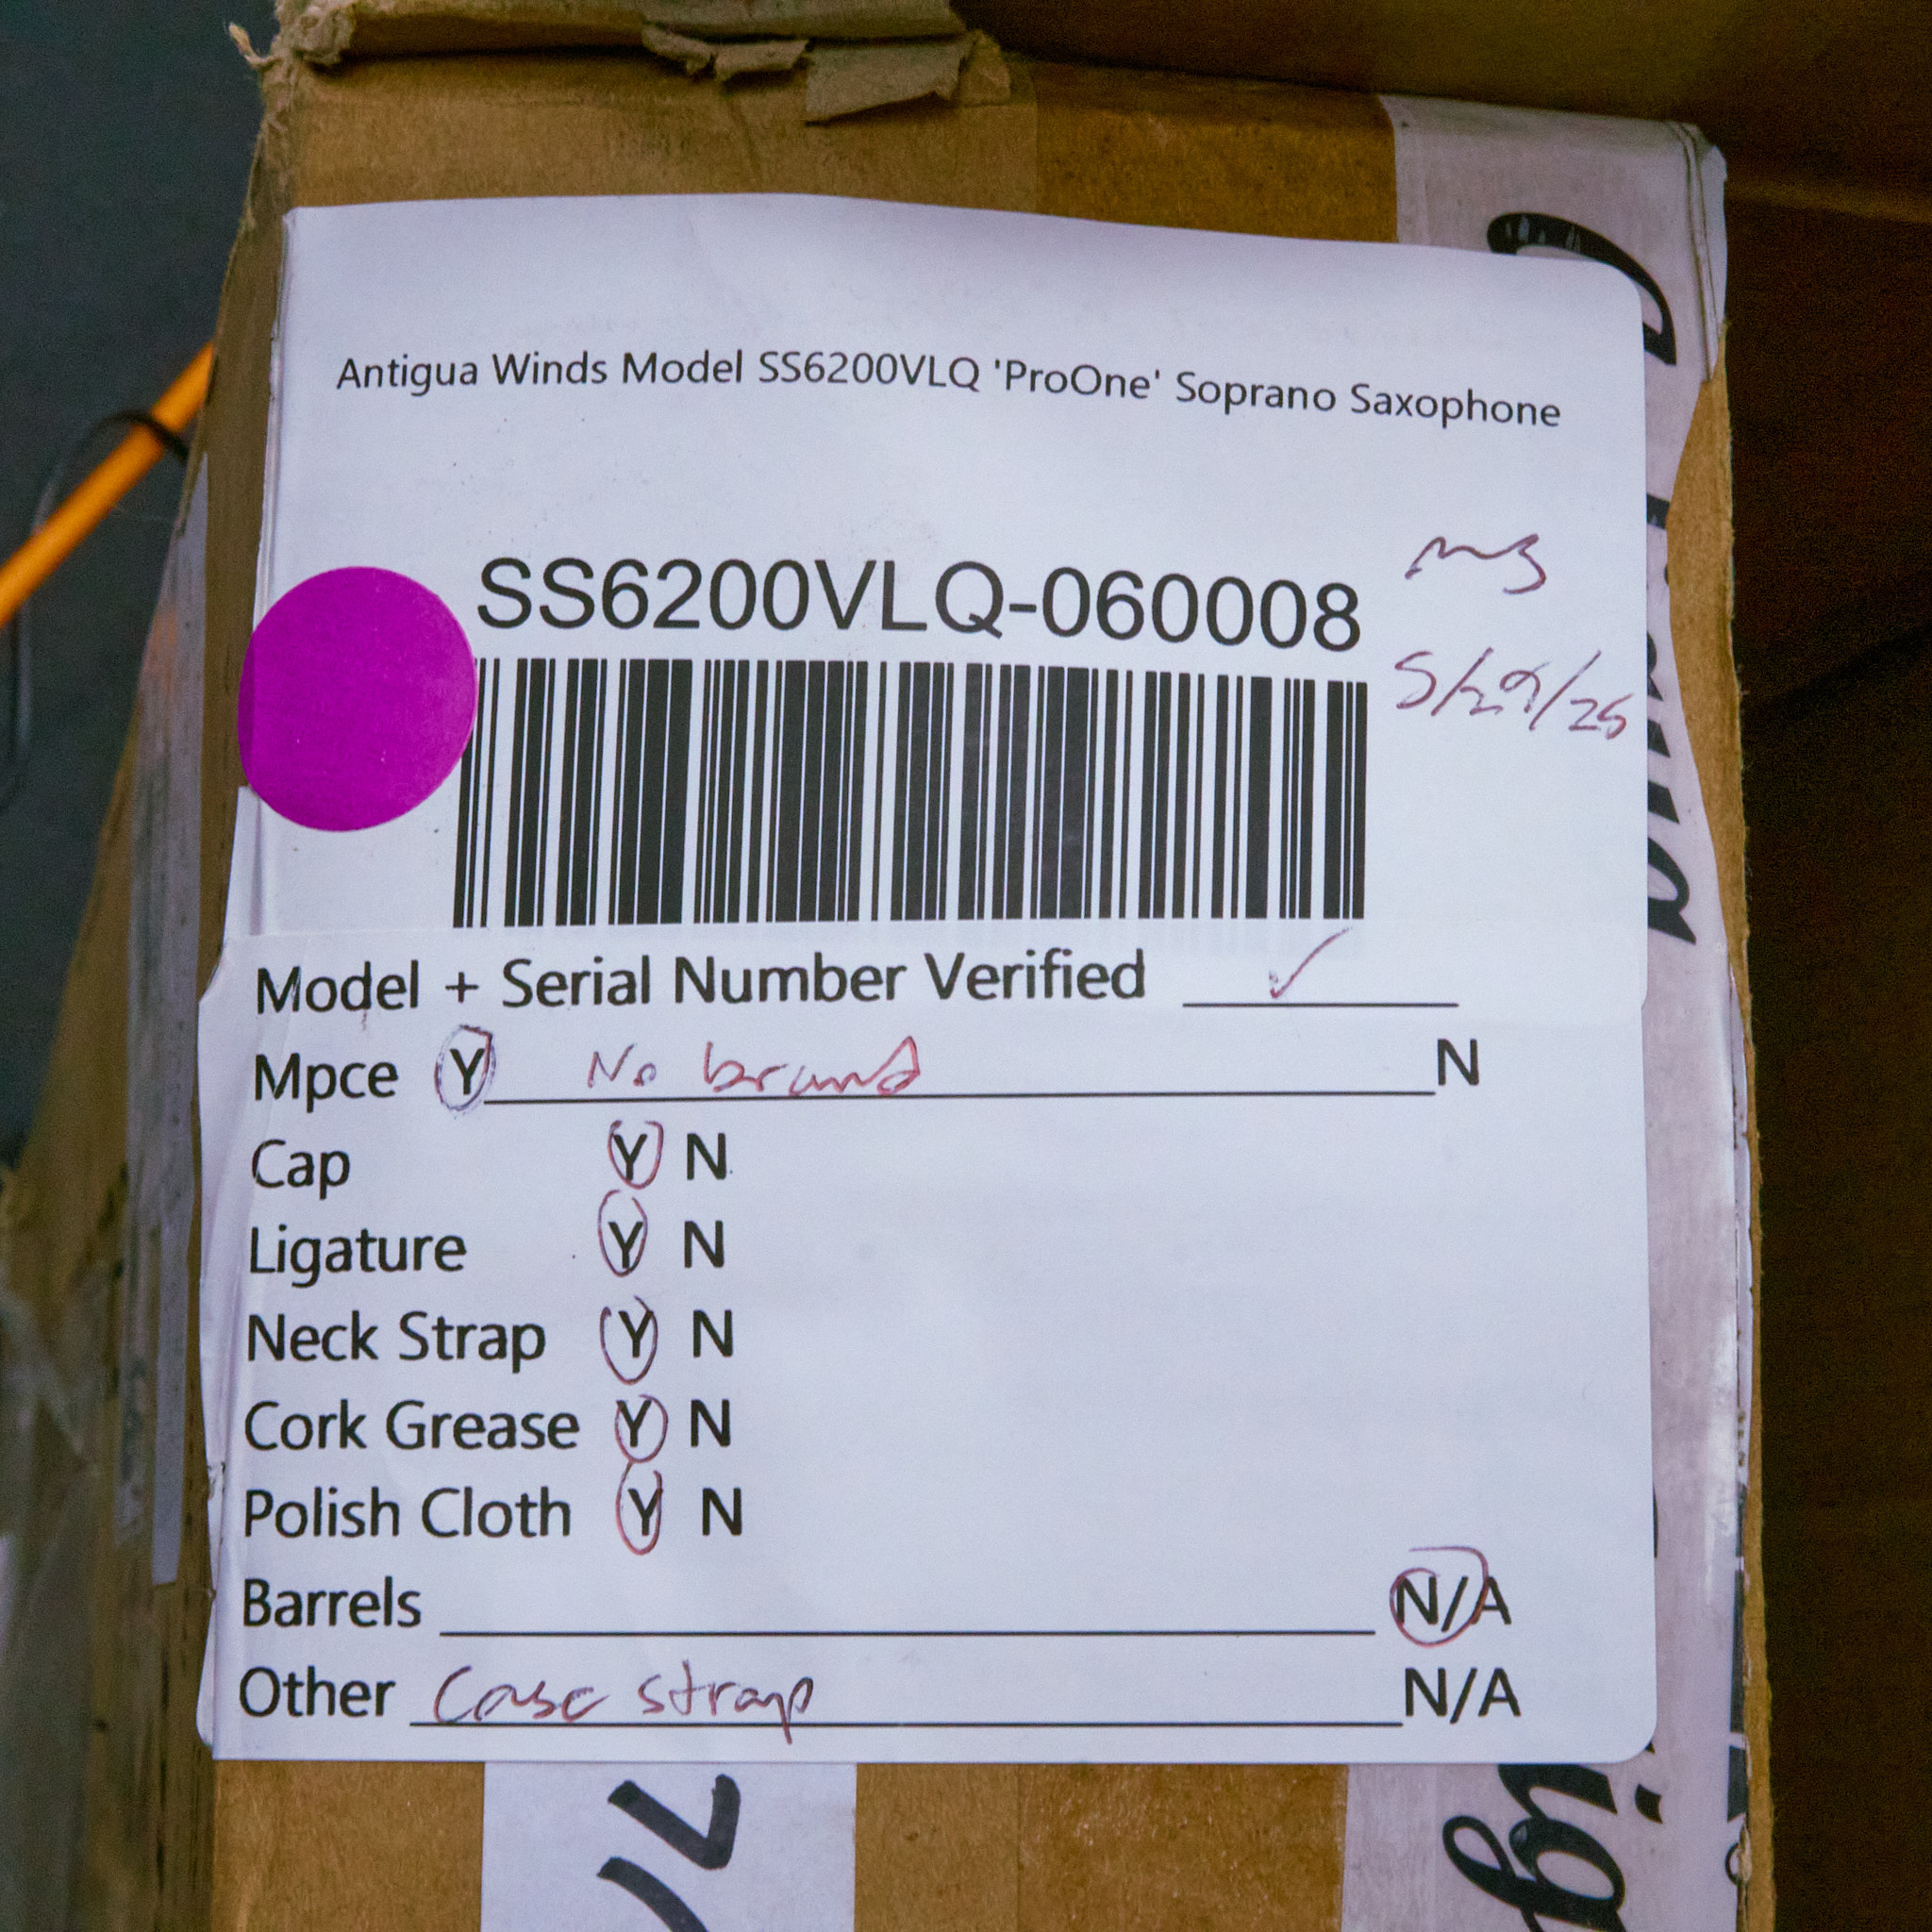 Antigua Winds Model SS6200VLQ 'ProOne' Soprano Saxophone
SS6200VLQ-060008
5/29/25
Model + Serial Number Verified ✓
Mpce Y No brand N
Cap Y N
Ligature Y N
Neck Strap Y N
Cork Grease Y N
Polish Cloth Y N
Barrels N/A
Other Case strap N/A